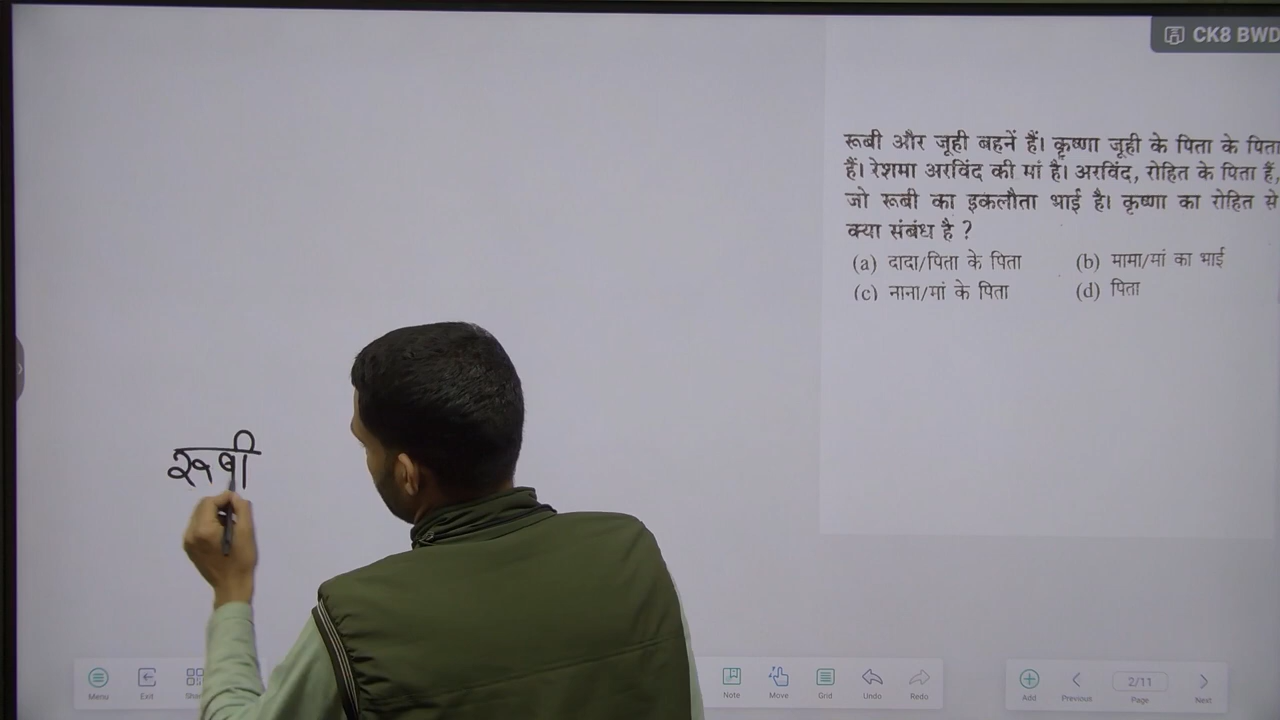 CK8 BWD
रूबी और जूही बहनें हैं। कृष्णा जूही के पिता के पिता
हैं। रेशमा अरविंद की मां है। अरविंद, रोहित के पिता हैं,
जो रूबी का इकलौता भाई है। कृष्णा का रोहित से
क्या संबंध है ?
(a) दादा/पिता के पिता (b) मामा/मां का भाई
(c) नाना/मां के पिता (d) पिता
रूबी
Menu Exit Note Move Grid Undo Redo Add Previous 2/11 Page Next